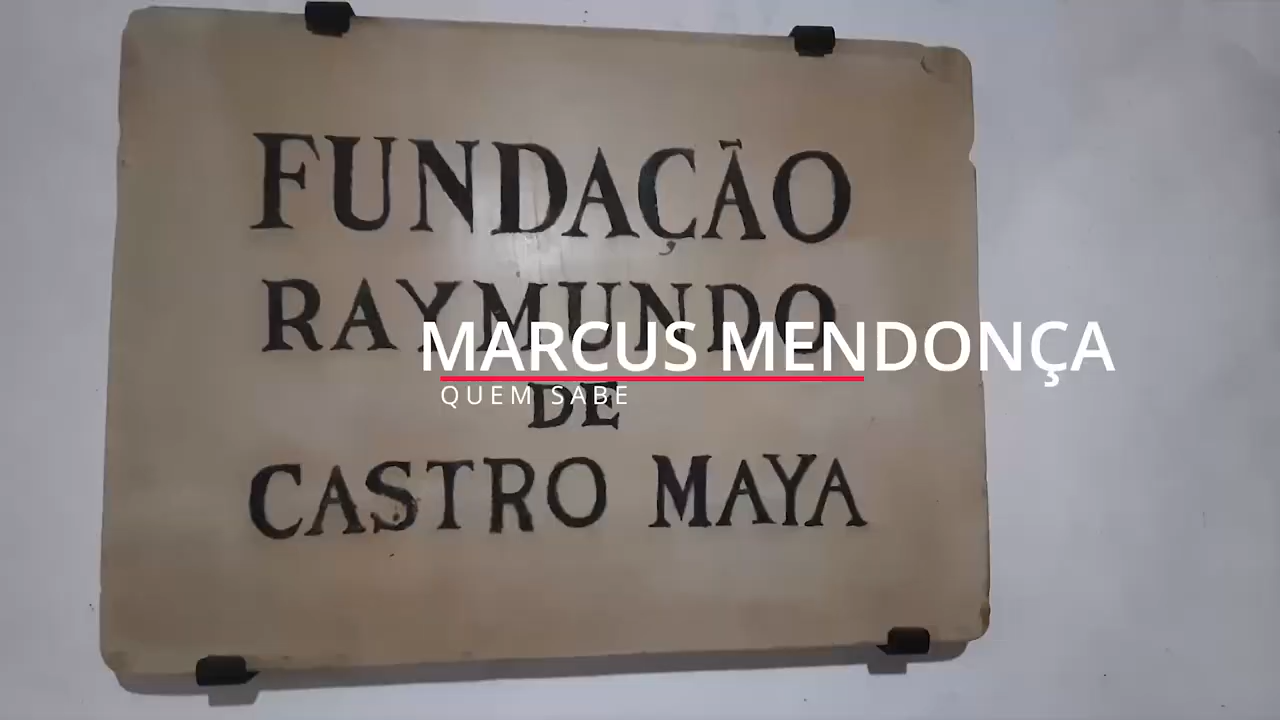 FUNDAÇÃO
RAYMUNDO
MARCUS MENDONÇA
QUEM SABE
DE
CASTRO MAYA